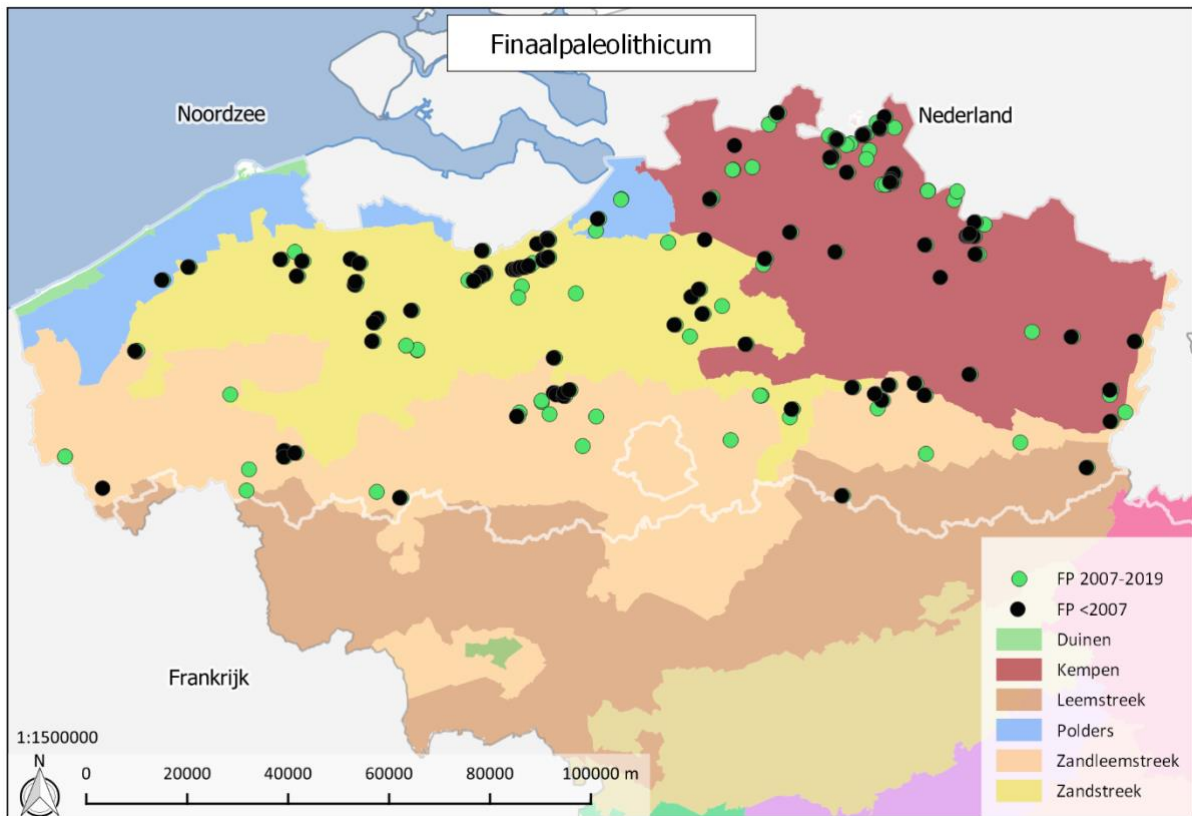 Finaalpaleolithicum
Noordzee
Nederland
Frankrijk
FP 2007-2019
FP <2007
Duinen
Kempen
Leemstreek
Polders
Zandleemstreek
Zandstreek
1:1500000
N
0 20000 40000 60000 80000 100000 m